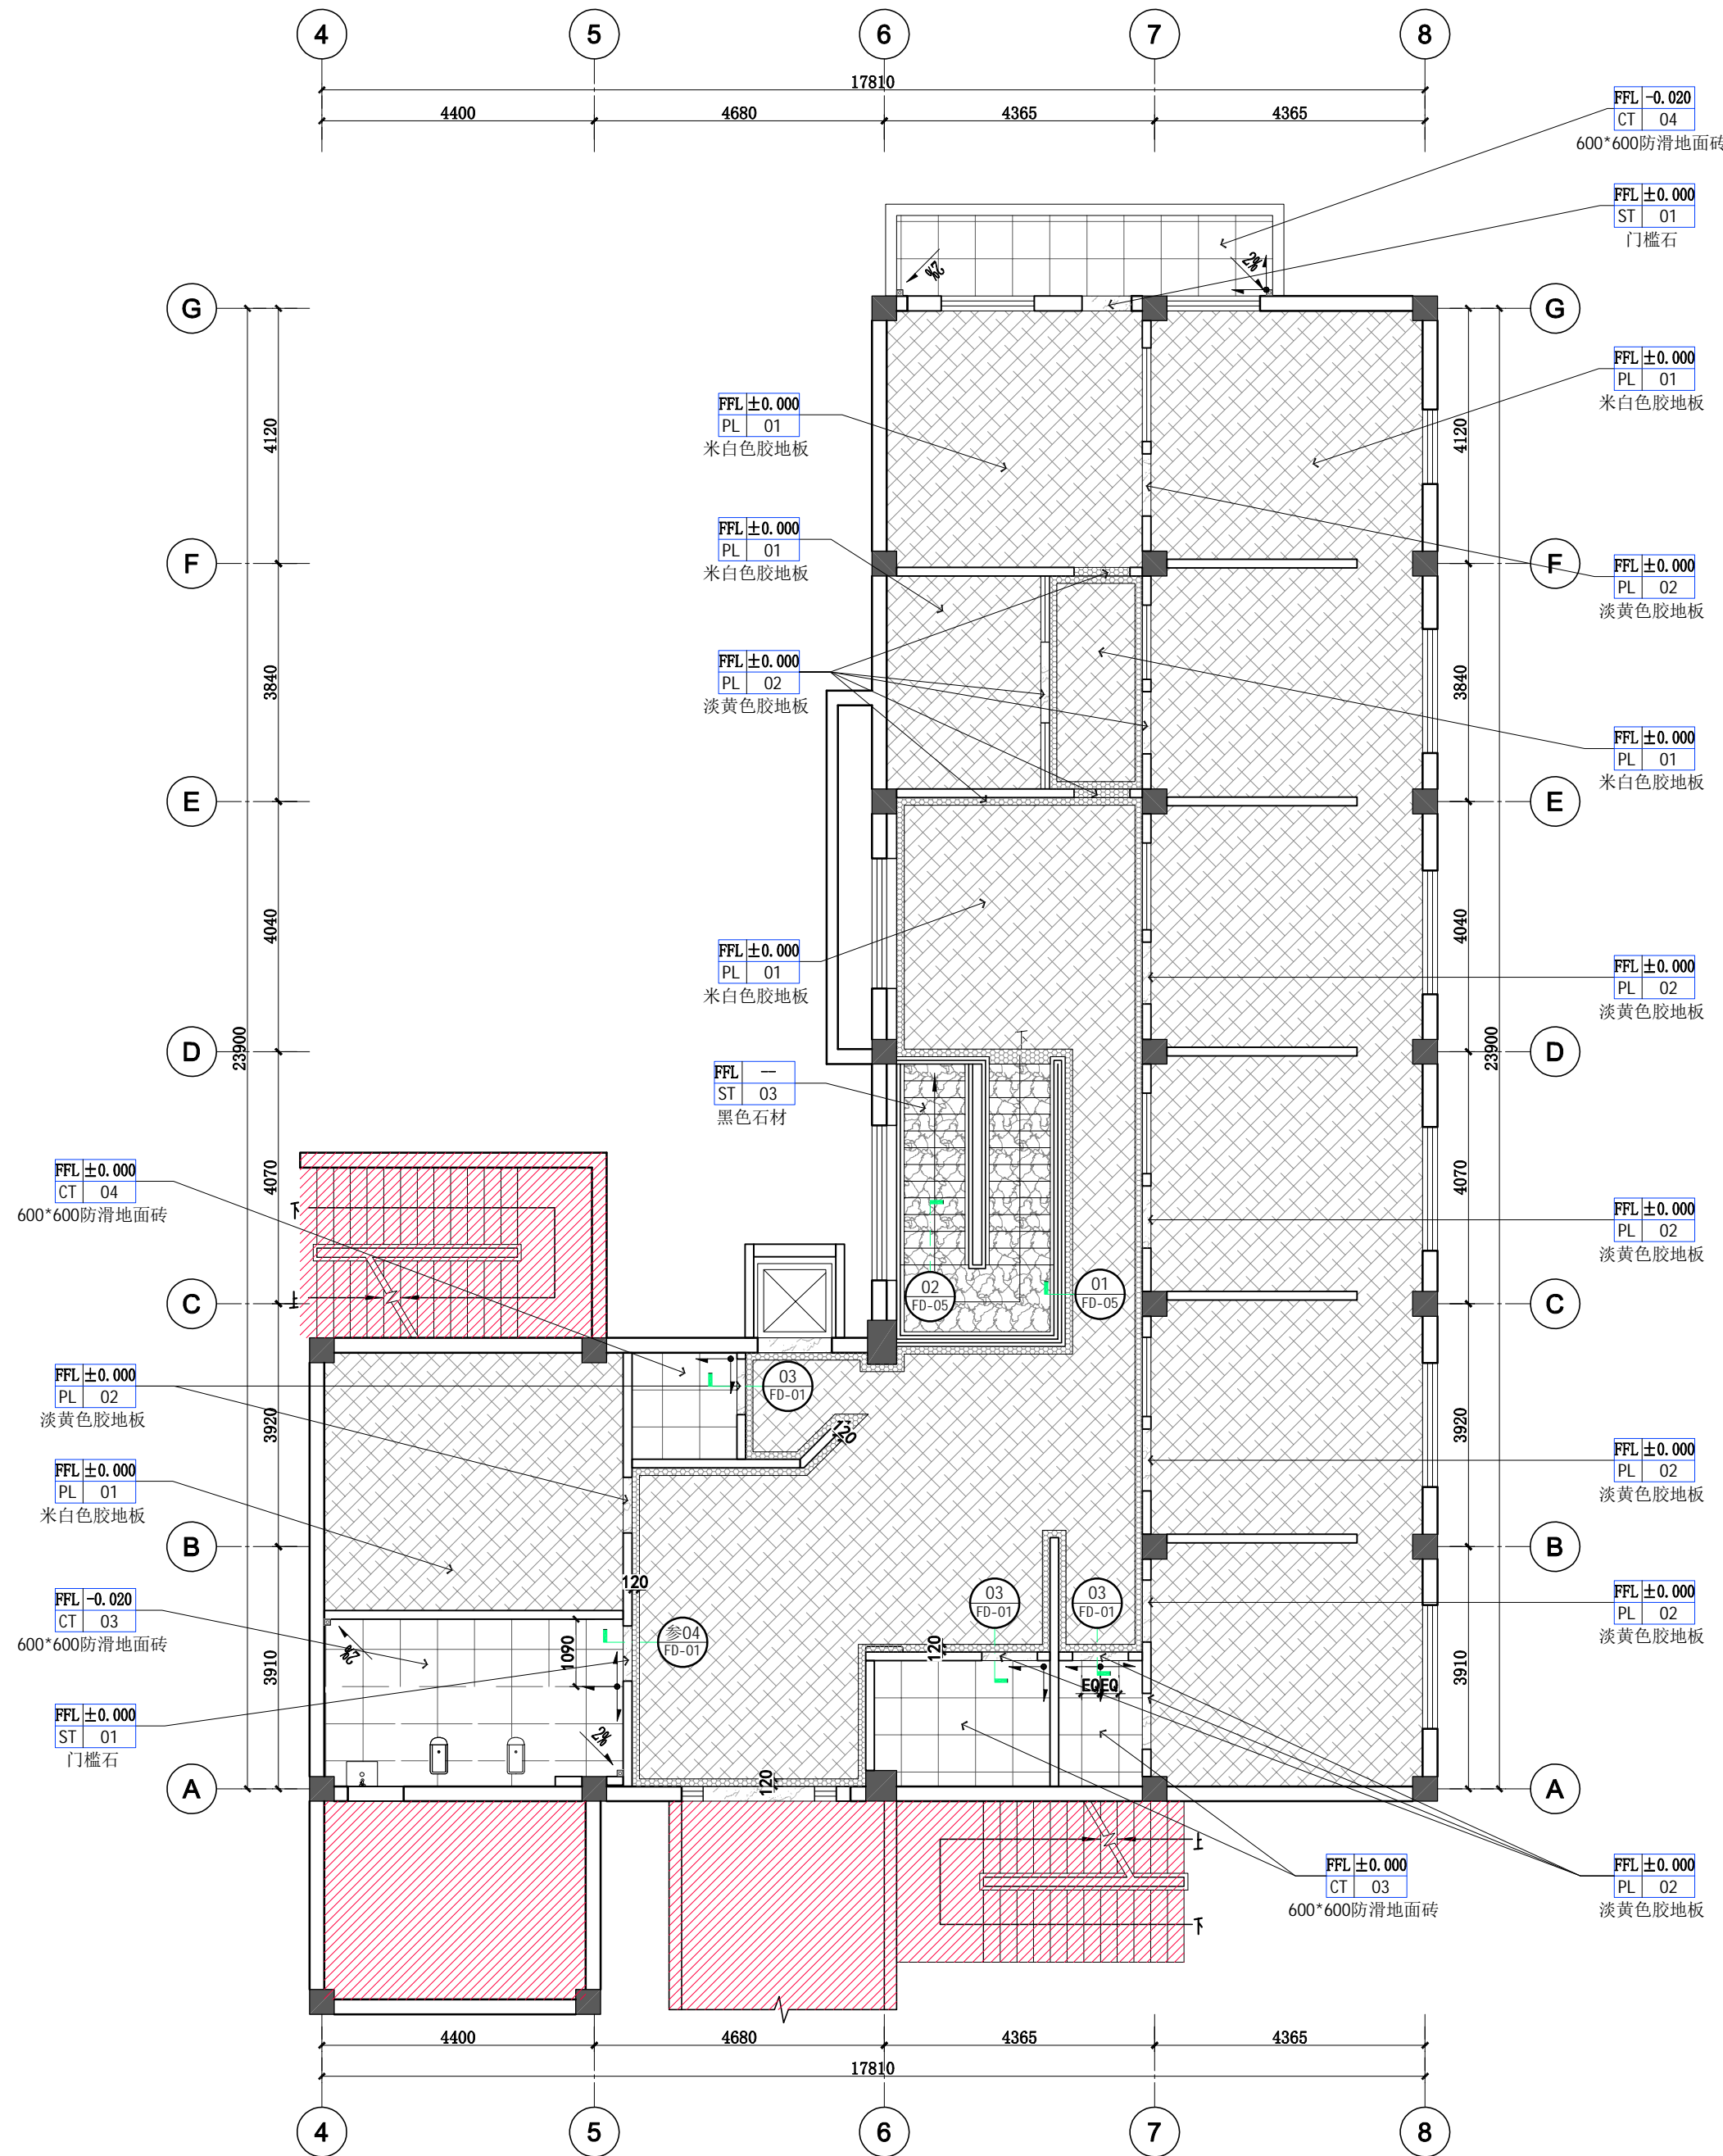 4
5
6
7
8
17810
4400
4680
4365
4365
FFL -0.020
CT 04
600*600防滑地面砖
FFL ±0.000
ST 01
门槛石
2%
2%
G
G
FFL ±0.000
PL 01
米白色胶地板
FFL ±0.000
PL 01
米白色胶地板
4120
4120
FFL ±0.000
PL 01
米白色胶地板
F
F
FFL ±0.000
PL 02
淡黄色胶地板
FFL ±0.000
PL 02
淡黄色胶地板
3840
3840
FFL ±0.000
PL 01
米白色胶地板
E
E
4040
4040
FFL ±0.000
PL 01
米白色胶地板
FFL ±0.000
PL 02
淡黄色胶地板
23900
23900
D
D
下
FFL --
ST 03
黑色石材
FFL ±0.000
CT 04
600*600防滑地面砖
4070
4070
下
FFL ±0.000
PL 02
淡黄色胶地板
上
C
C
02
FD-05
01
FD-05
FFL ±0.000
PL 02
淡黄色胶地板
03
FD-01
120
3920
3920
FFL ±0.000
PL 01
米白色胶地板
FFL ±0.000
PL 02
淡黄色胶地板
B
B
120
03
FD-01
03
FD-01
FFL -0.020
CT 03
600*600防滑地面砖
FFL ±0.000
PL 02
淡黄色胶地板
2%
1090
参04
FD-01
120
3910
3910
EQ EQ
FFL ±0.000
ST 01
门槛石
2%
120
A
A
上
下
FFL ±0.000
CT 03
600*600防滑地面砖
FFL ±0.000
PL 02
淡黄色胶地板
4400
4680
4365
4365
17810
4
5
6
7
8